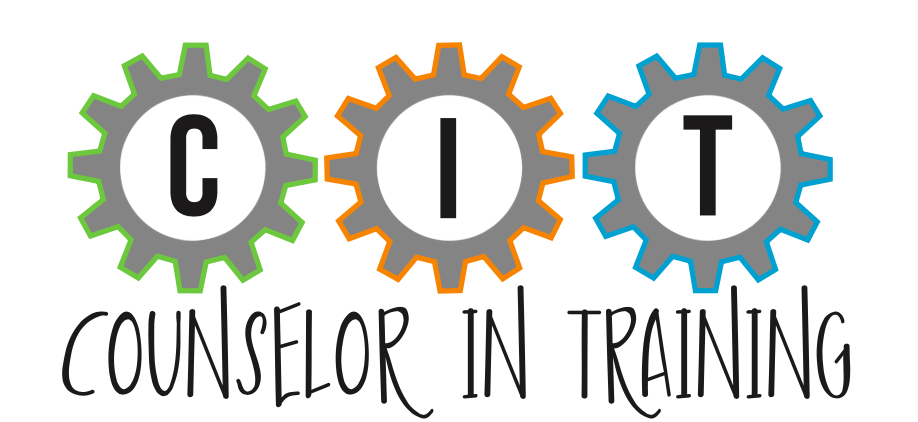 C I T
COUNSELOR IN TRAINING